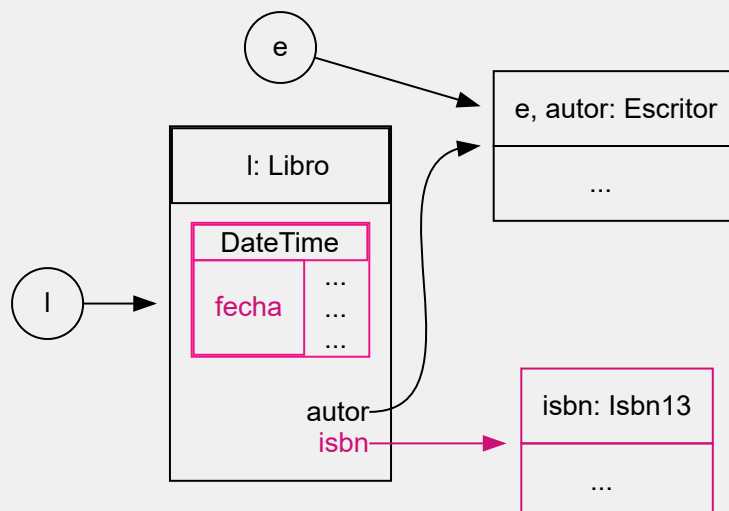 e
e, autor: Escritor
...
l: Libro
DateTime
fecha
...
...
...
l
autor
isbn
isbn: Isbn13
...